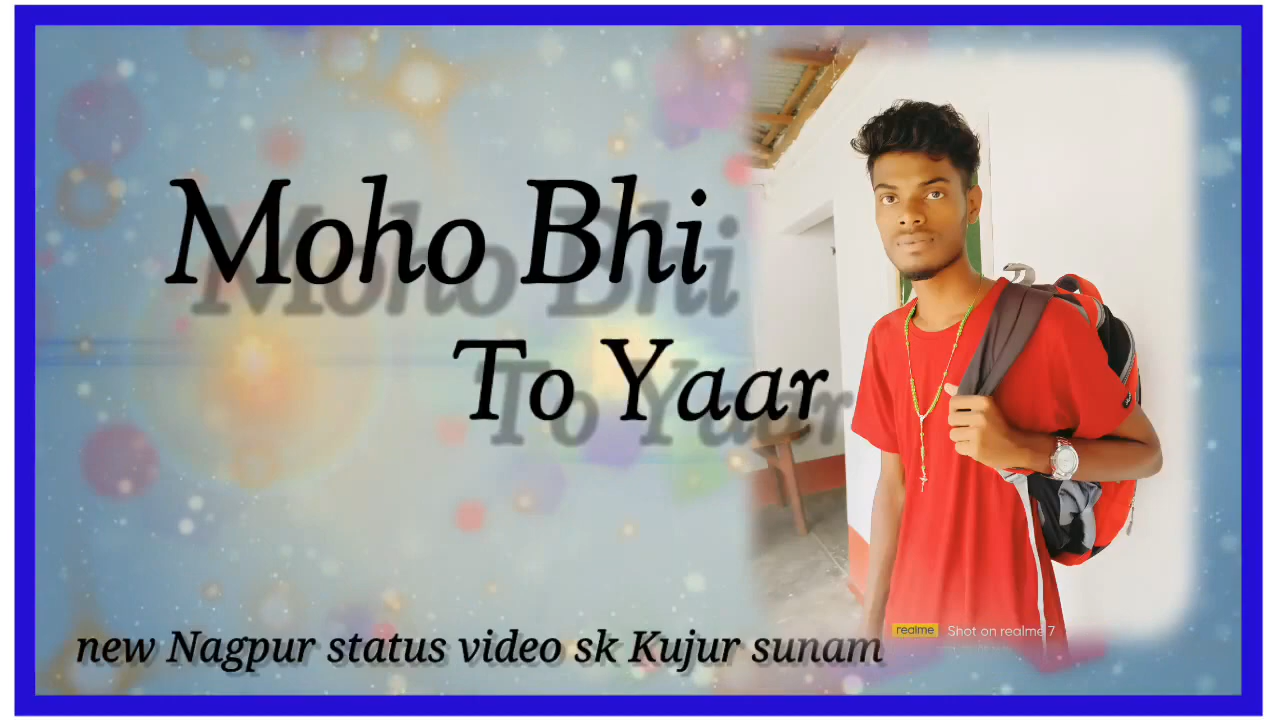 Moho Bhi
To Yaar
new Nagpur status video sk Kujur sunam
realme Shot on realme 7